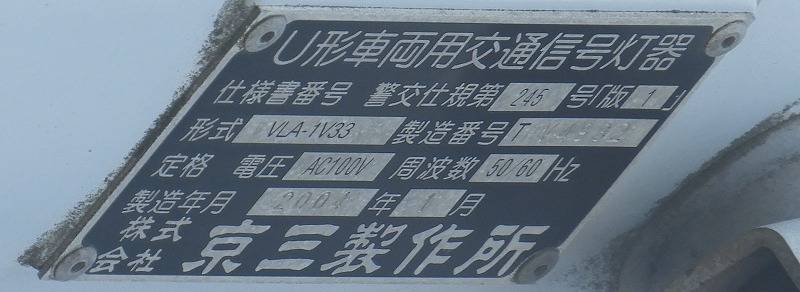 U形車両用交通信号灯器
仕様書番号 警交仕規第 245 号「版 1」
形式 VLA-1V33 製造番号 T
定格 電圧 AC100V 周波数 50/60 Hz
製造年月 2004 年 1 月
株式会社 京三製作所